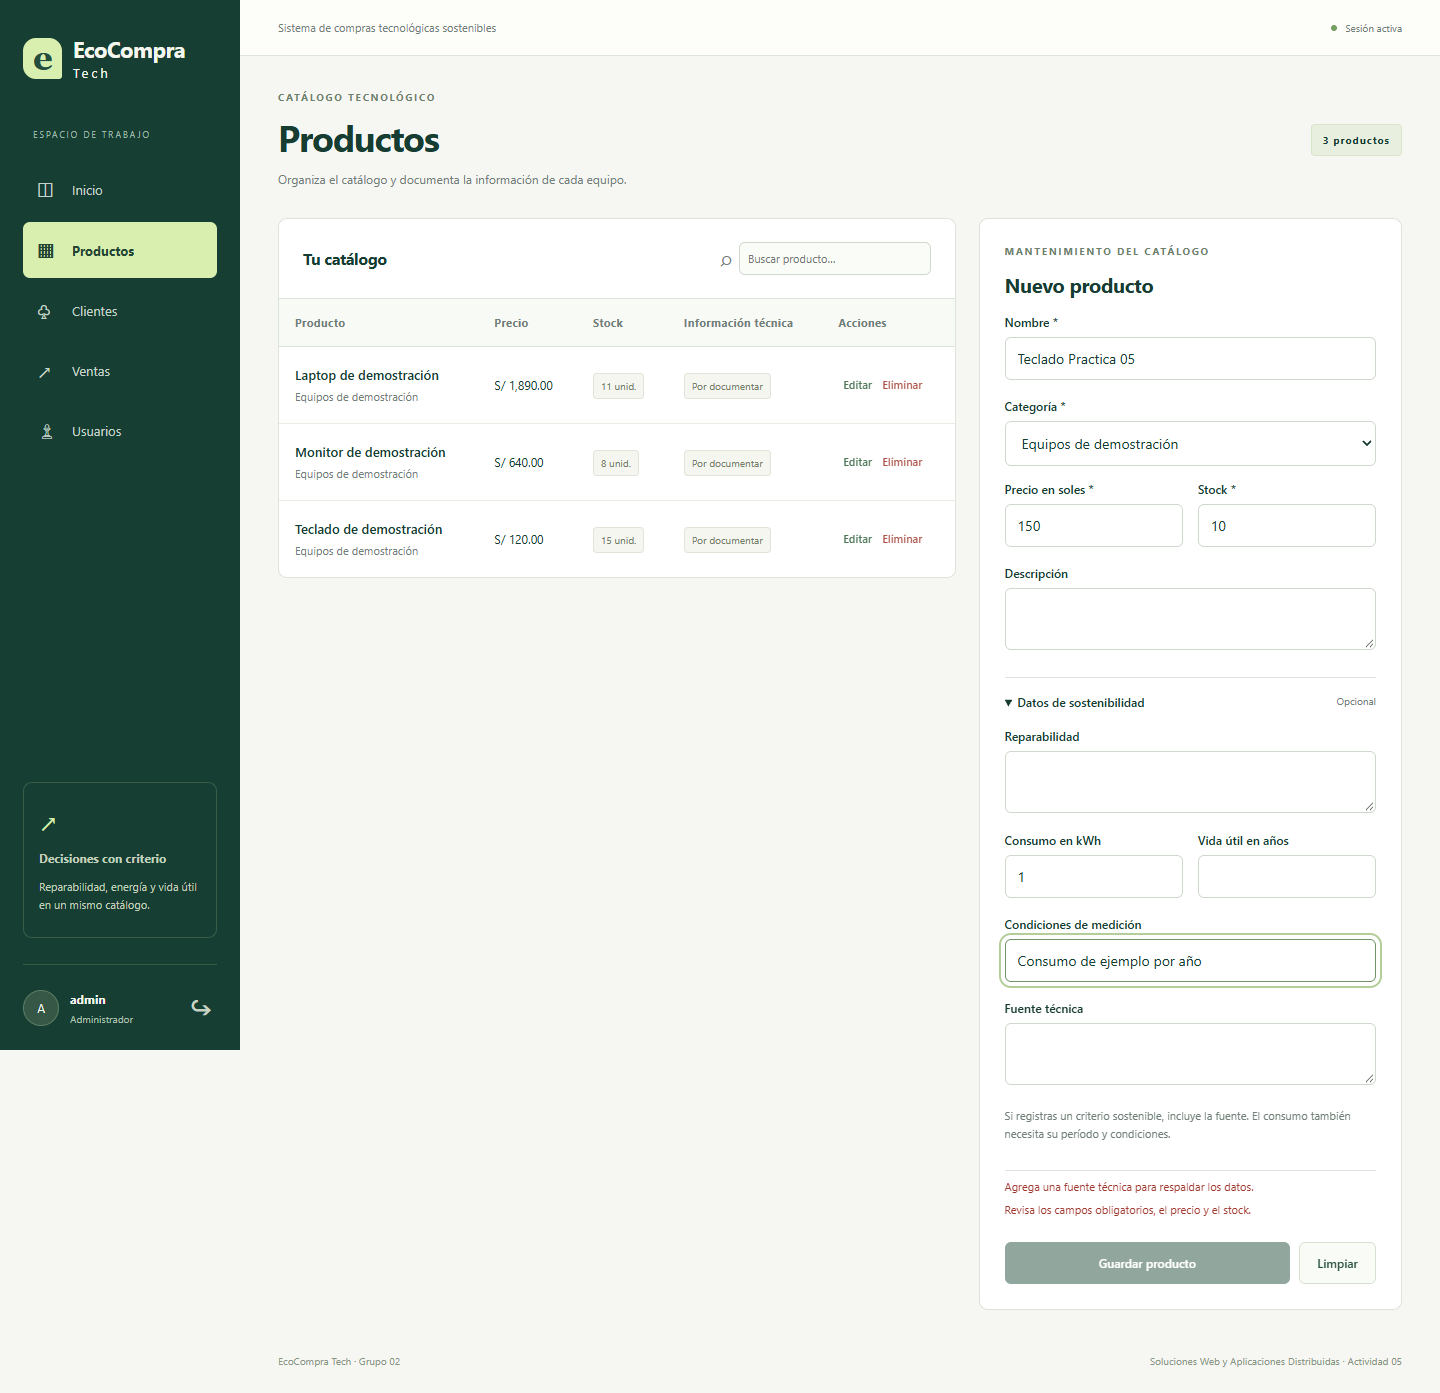 e EcoCompra
Tech
ESPACIO DE TRABAJO
Inicio
Productos
Clientes
Ventas
Usuarios
Decisiones con criterio
Reparabilidad, energía y vida útil
en un mismo catálogo.
A
admin
Administrador
Sistema de compras tecnológicas sostenibles
Sesión activa
CATÁLOGO TECNOLÓGICO
Productos
3 productos
Organiza el catálogo y documenta la información de cada equipo.
Tu catálogo
Buscar producto...
Producto Precio Stock Información técnica Acciones
Laptop de demostración
Equipos de demostración
S/ 1,890.00 11 unid. Por documentar Editar Eliminar
Monitor de demostración
Equipos de demostración
S/ 640.00 8 unid. Por documentar Editar Eliminar
Teclado de demostración
Equipos de demostración
S/ 120.00 15 unid. Por documentar Editar Eliminar
MANTENIMIENTO DEL CATÁLOGO
Nuevo producto
Nombre *
Teclado Practica 05
Categoría *
Equipos de demostración
Precio en soles * Stock *
150 10
Descripción
▼ Datos de sostenibilidad Opcional
Reparabilidad
Consumo en kWh Vida útil en años
1
Condiciones de medición
Consumo de ejemplo por año
Fuente técnica
Si registras un criterio sostenible, incluye la fuente. El consumo también
necesita su período y condiciones.
Agrega una fuente técnica para respaldar los datos.
Revisa los campos obligatorios, el precio y el stock.
Guardar producto Limpiar
EcoCompra Tech · Grupo 02
Soluciones Web y Aplicaciones Distribuidas · Actividad 05